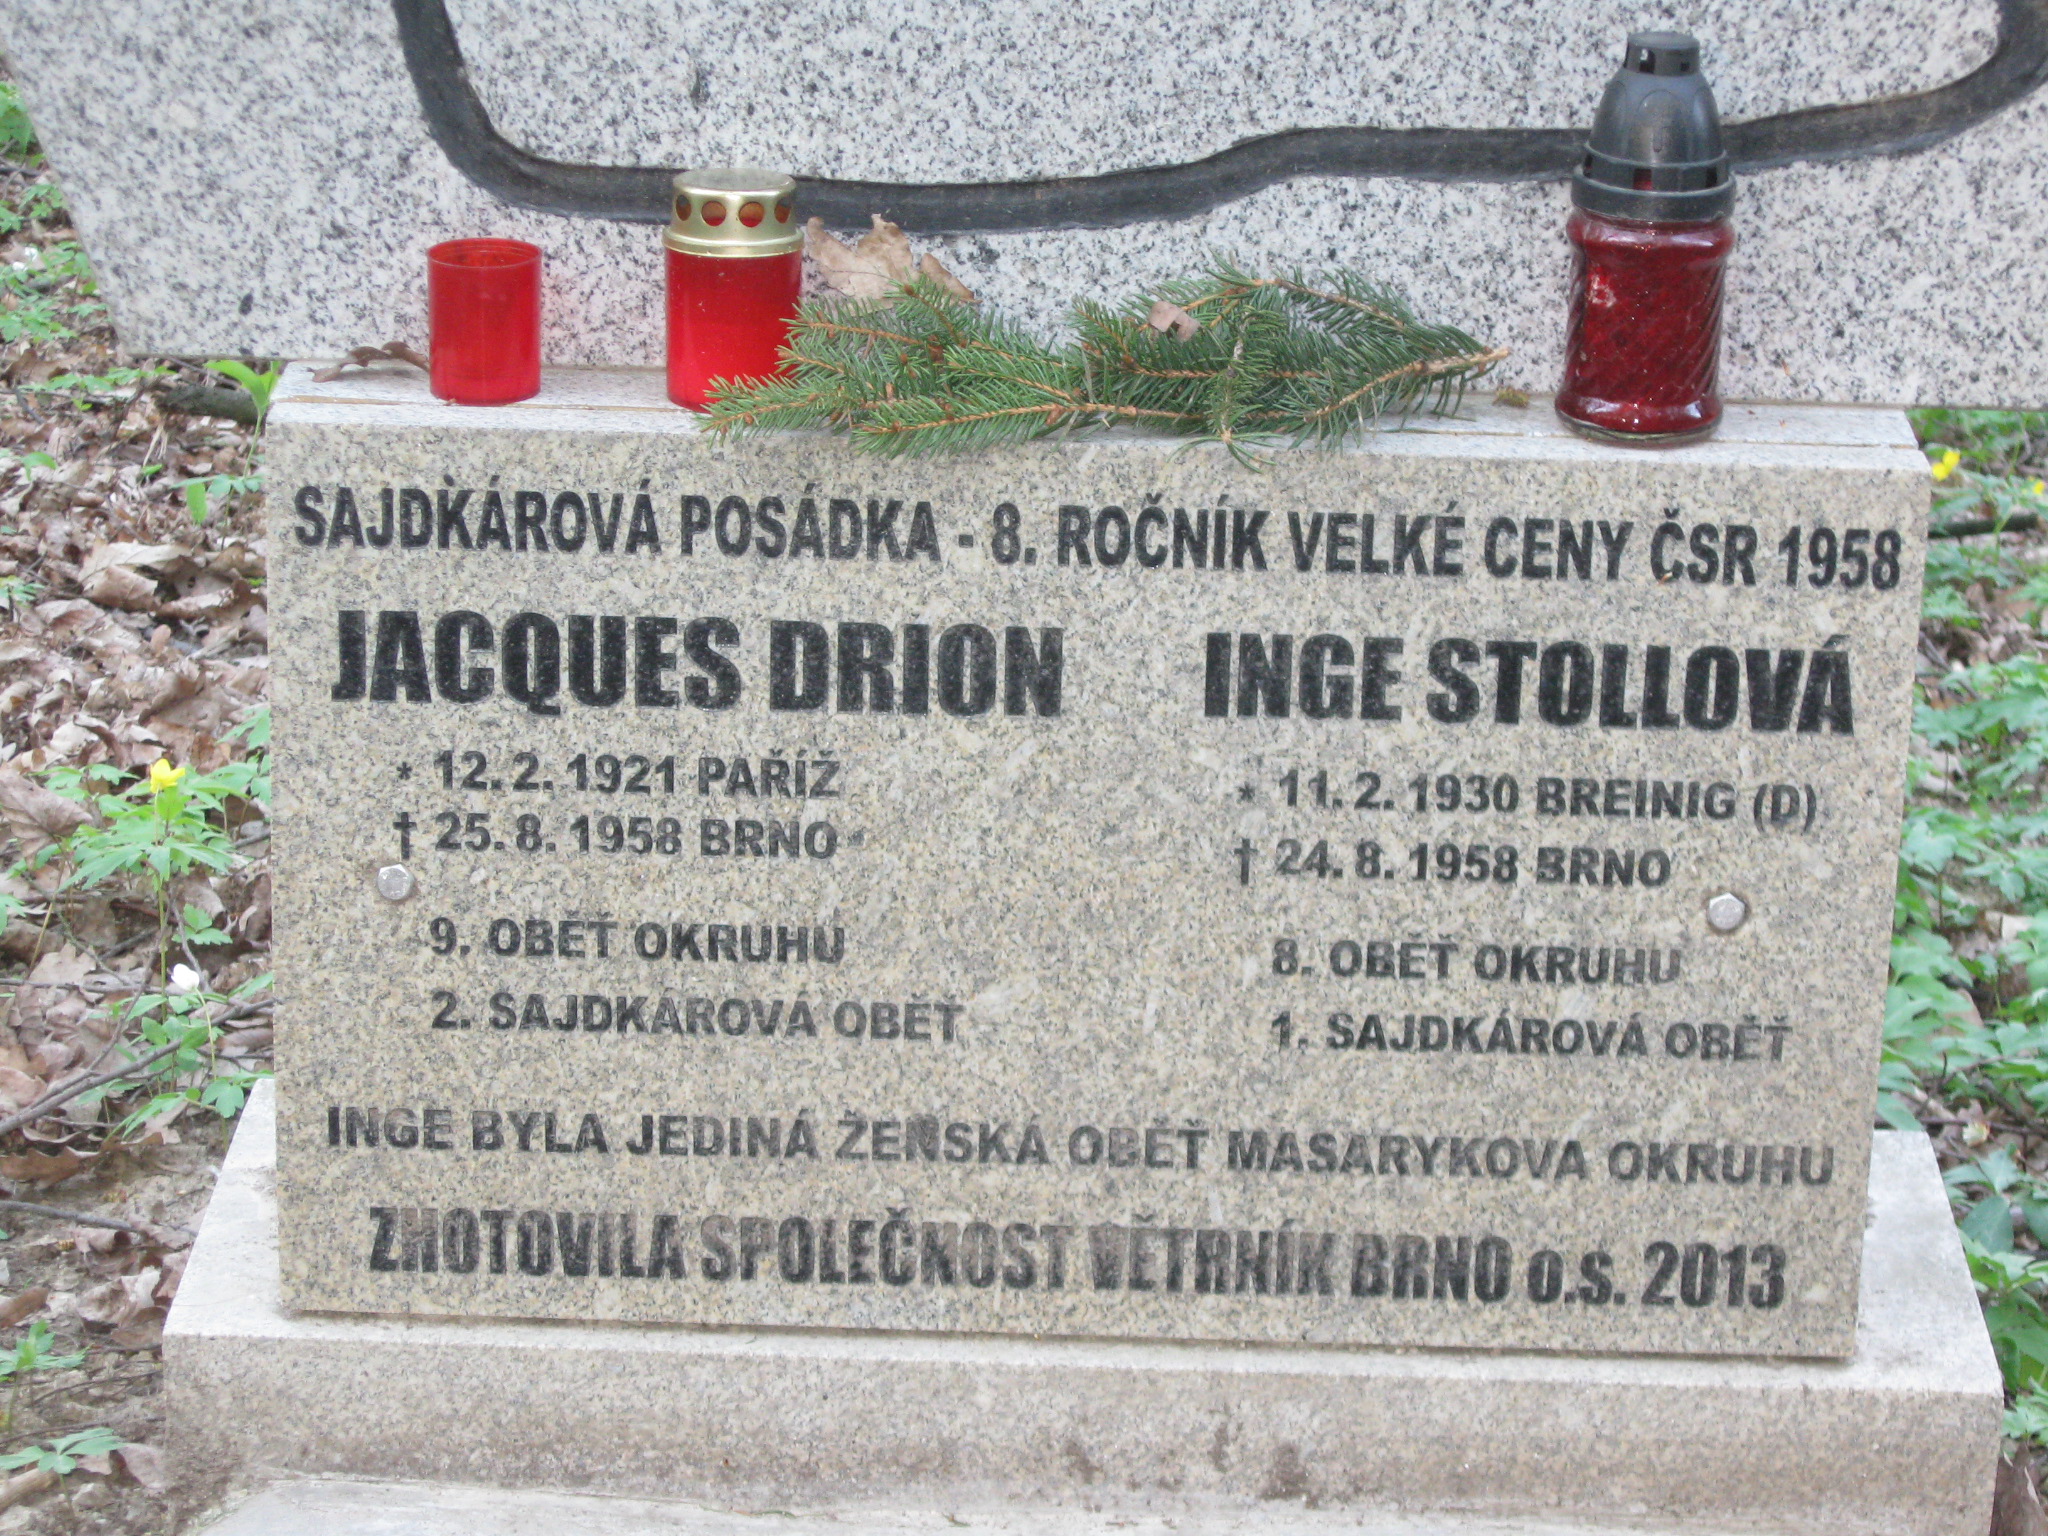 SAJDKÁROVÁ POSÁDKA - 8. ROČNÍK VELKÉ CENY ČSR 1958
JACQUES DRION
* 12. 2. 1921 PAŘÍŽ
† 25. 8. 1958 BRNO
9. OBĚŤ OKRUHU
2. SAJDKÁROVÁ OBĚŤ
INGE STOLLOVÁ
* 11. 2. 1930 BREINIG (D)
† 24. 8. 1958 BRNO
8. OBĚŤ OKRUHU
1. SAJDKÁROVÁ OBĚŤ
INGE BYLA JEDINÁ ŽENSKÁ OBĚŤ MASARYKOVA OKRUHU
ZHOTOVILA SPOLEČNOST VĚTRNÍK BRNO o.s. 2013